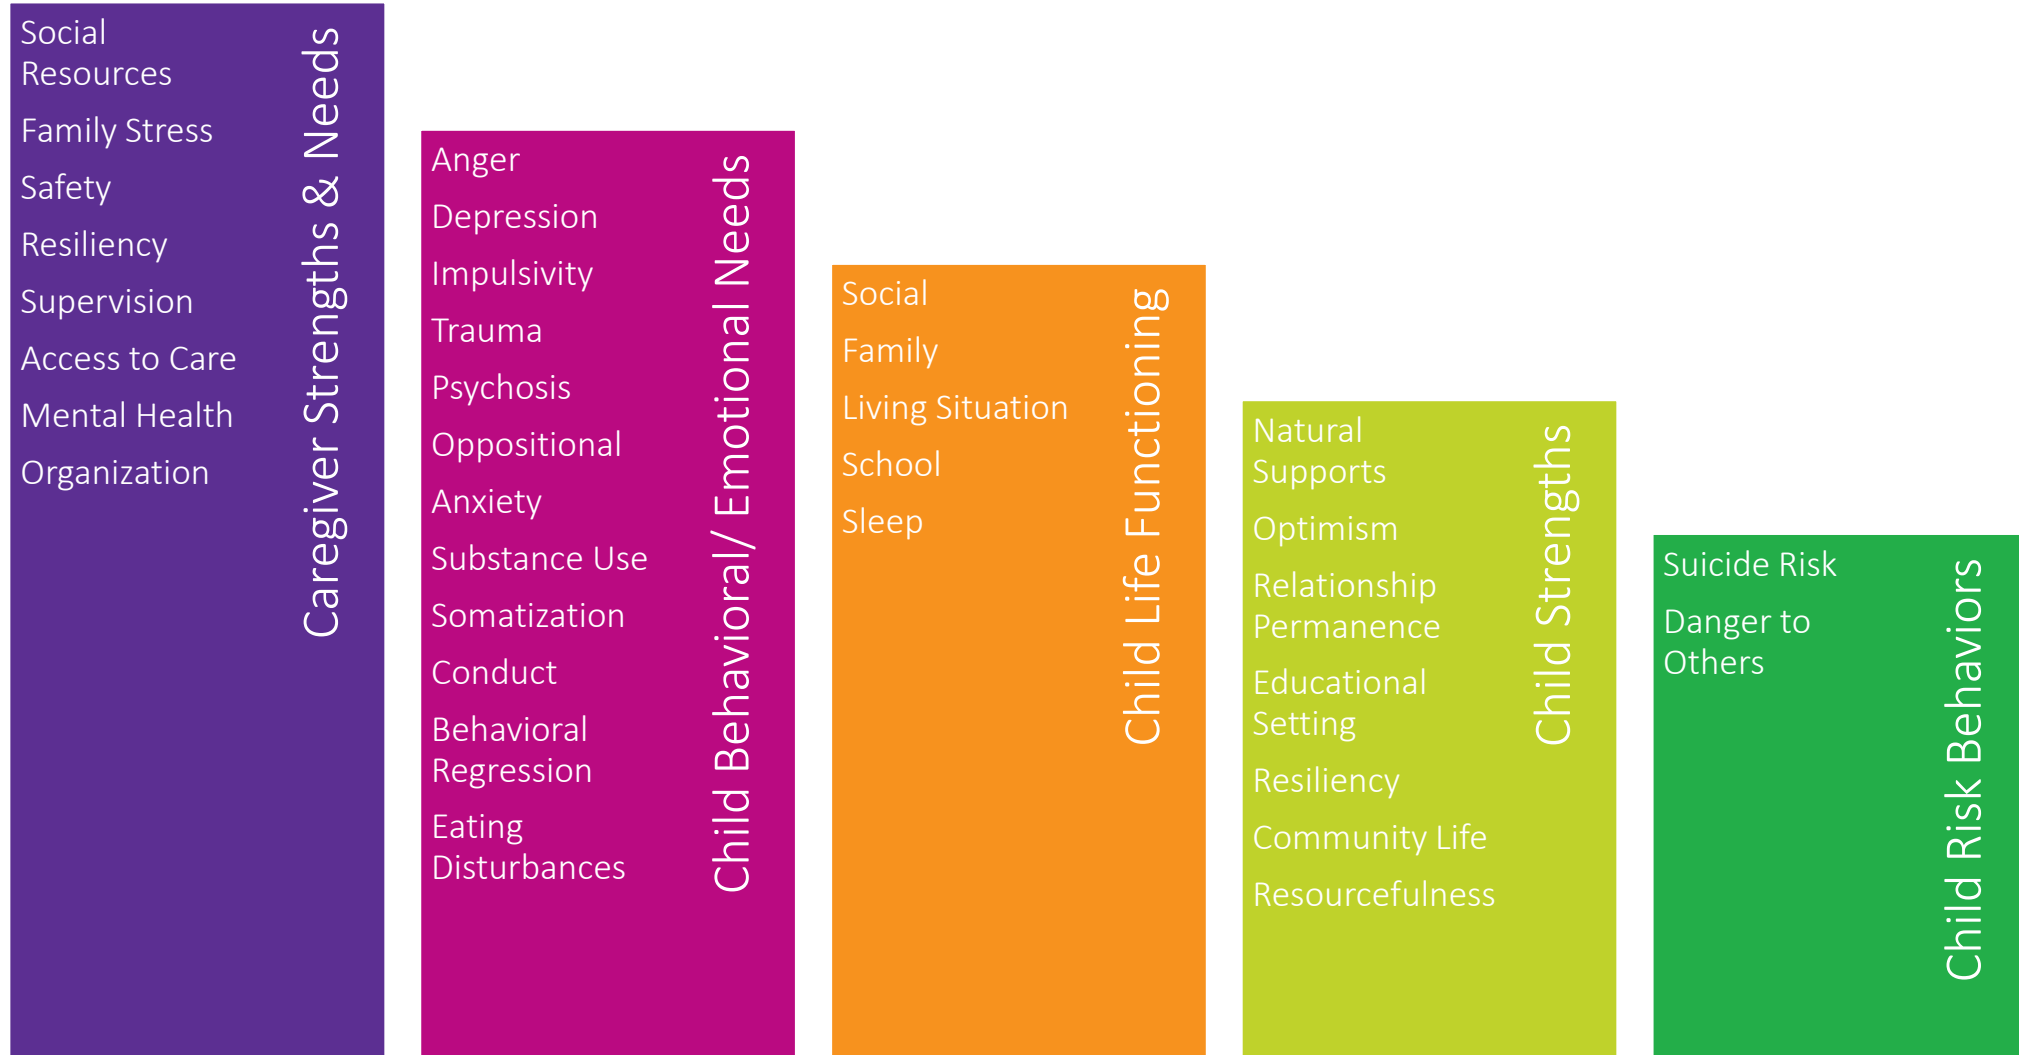 Social
Resources
Family Stress
Safety
Resiliency
Supervision
Access to Care
Mental Health
Organization
Caregiver Strengths & Needs
Anger
Depression
Impulsivity
Trauma
Psychosis
Oppositional
Anxiety
Substance Use
Somatization
Conduct
Behavioral
Regression
Eating
Disturbances
Child Behavioral/ Emotional Needs
Social
Family
Living Situation
School
Sleep
Child Life Functioning
Natural
Supports
Optimism
Relationship
Permanence
Educational
Setting
Resiliency
Community Life
Resourcefulness
Child Strengths
Suicide Risk
Danger to
Others
Child Risk Behaviors